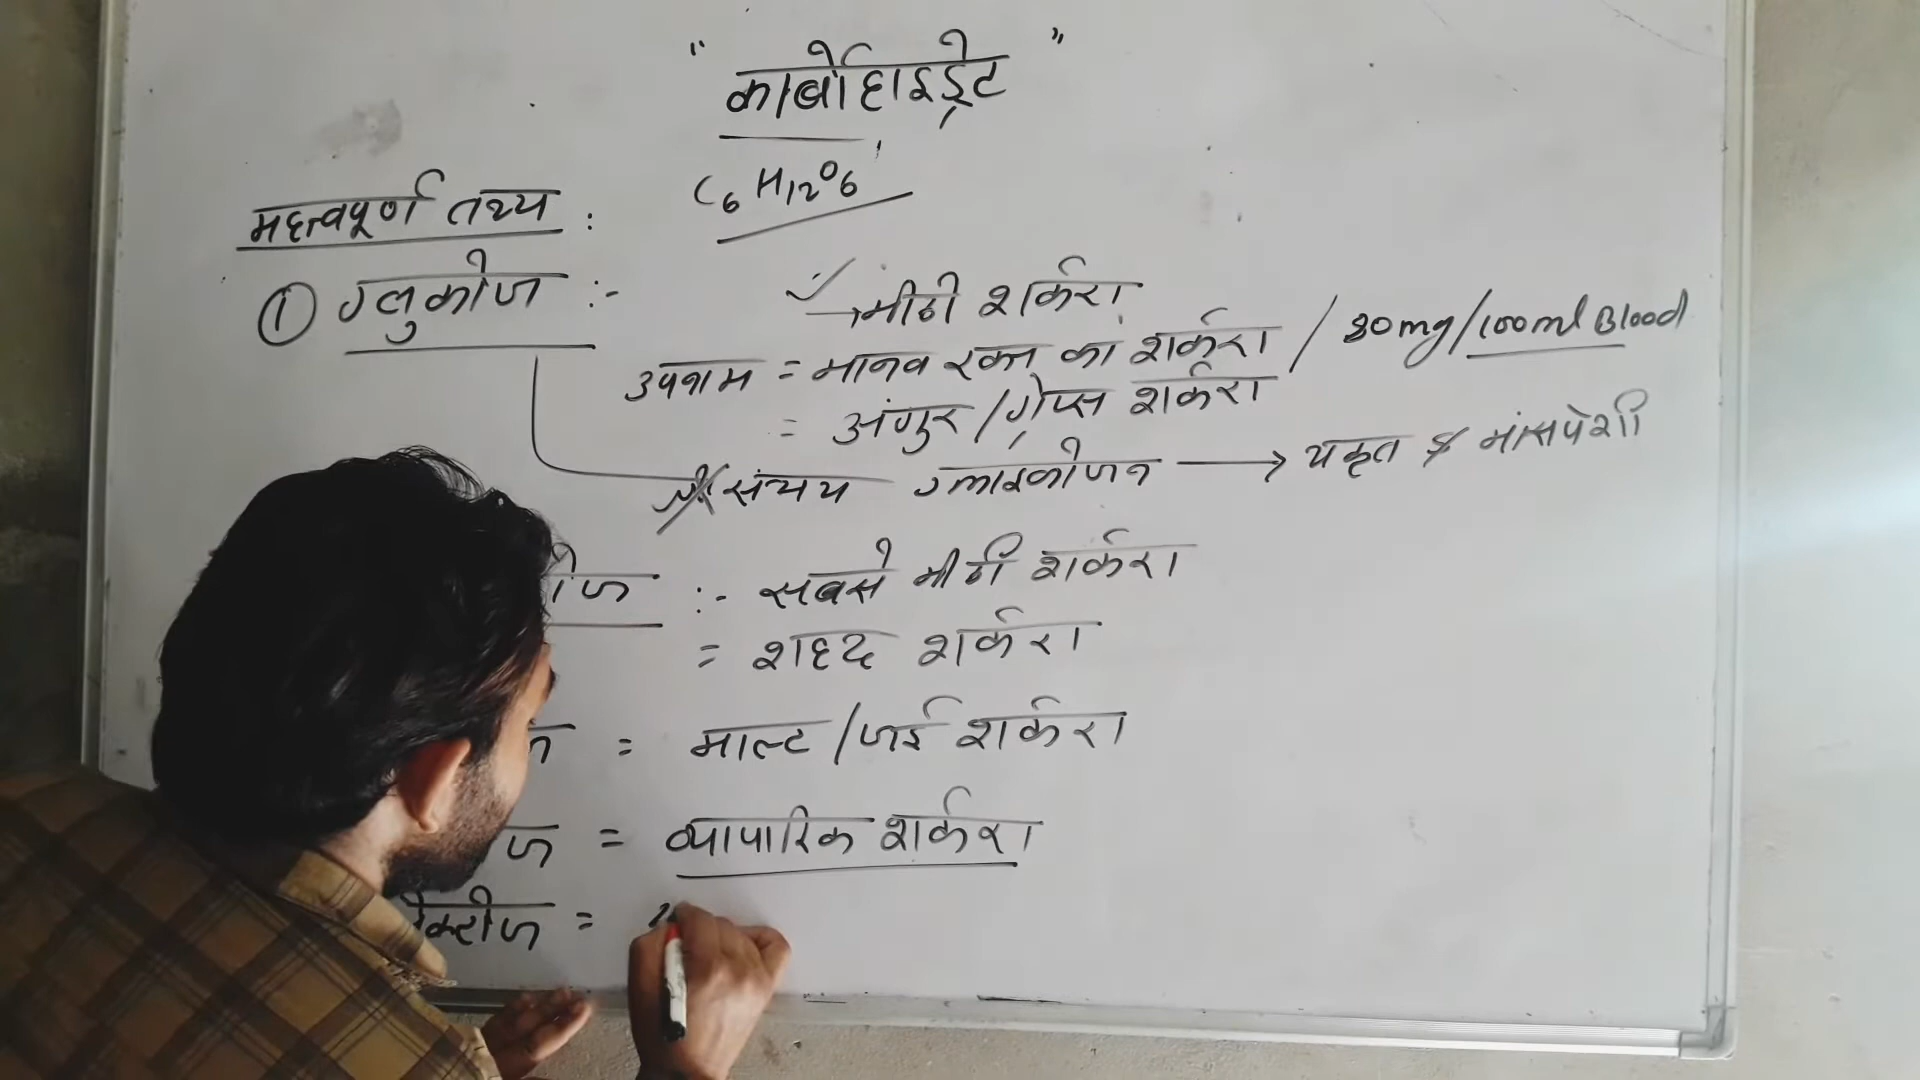 " कार्बोहाइड्रेट "
C6H12O6
महत्वपूर्ण तथ्य :
① ग्लुकोज :-
→ मीठी शर्करा
उपनाम = मानव रक्त का शर्करा / 80mg/100ml Blood
= अंगुर / ग्रेप्स शर्करा
संचय ग्लाइकोजन → यकृत & मांसपेशी
:- सबसे मीठी शर्करा
= शहद शर्करा
= माल्ट / जई शर्करा
ज = व्यापारिक शर्करा
क्टोज =